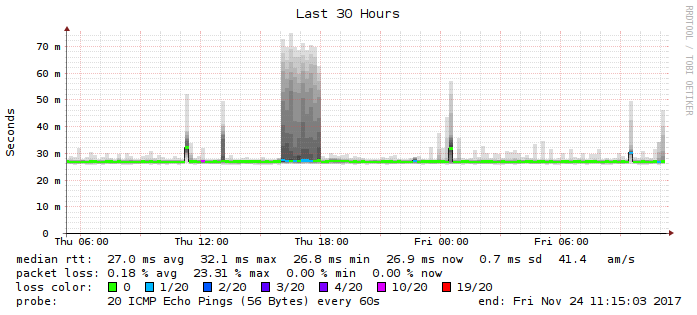 Last 30 Hours
RRDTOOL / TOBI OETIKER
Seconds
70 m
60 m
50 m
40 m
30 m
20 m
10 m
0
Thu 06:00 Thu 12:00 Thu 18:00 Fri 00:00 Fri 06:00
median rtt: 27.0 ms avg 32.1 ms max 26.8 ms min 26.9 ms now 0.7 ms sd 41.4 am/s
packet loss: 0.18 % avg 23.31 % max 0.00 % min 0.00 % now
loss color: 0 1/20 2/20 3/20 4/20 10/20 19/20
probe: 20 ICMP Echo Pings (56 Bytes) every 60s end: Fri Nov 24 11:15:03 2017